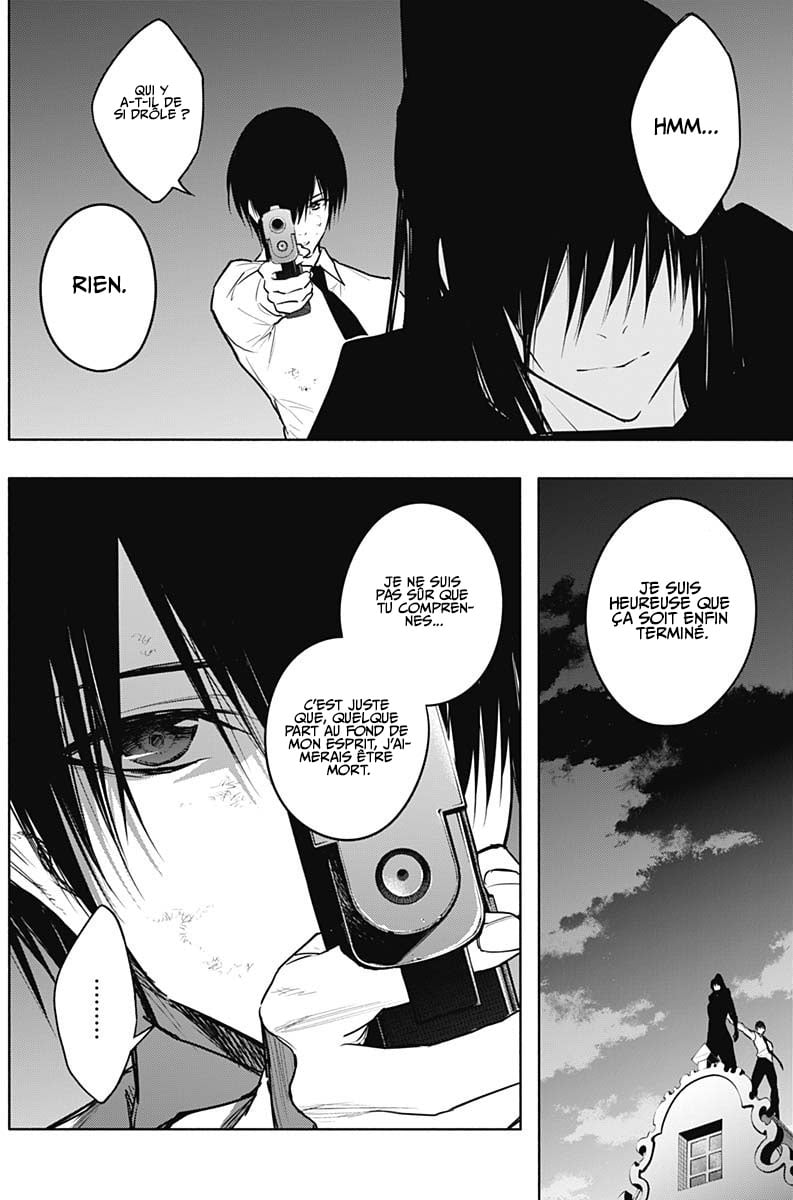 HMM...
QUI Y
A-T-IL DE
SI DRÔLE ?
RIEN.
JE SUIS
HEUREUSE QUE
ÇA SOIT ENFIN
TERMINÉ.
JE NE SUIS
PAS SÛR QUE
TU COMPREN-
NES...
C'EST JUSTE
QUE, QUELQUE
PART AU FOND DE
MON ESPRIT, J'AI-
MERAIS ÊTRE
MORT.
........